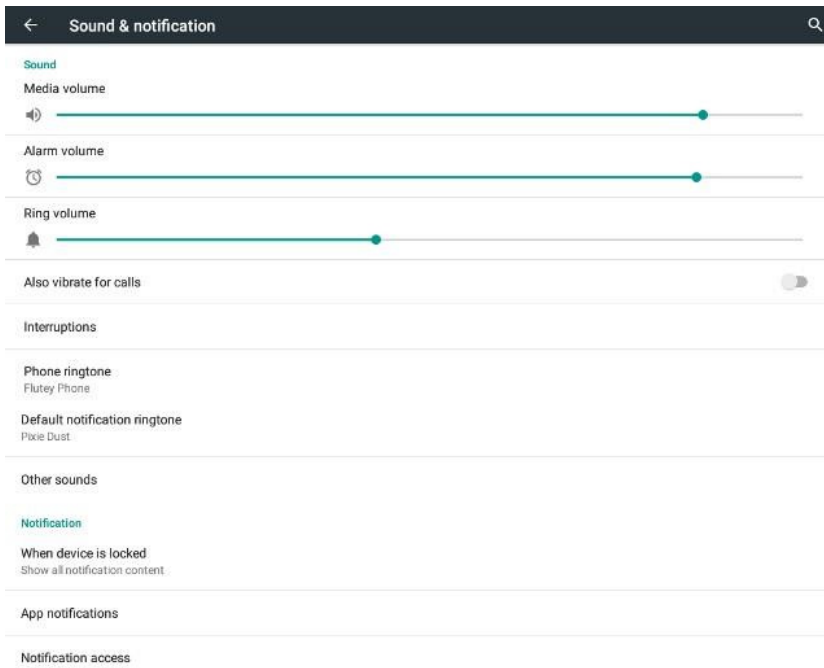 Sound & notification
Sound
Media volume
Alarm volume
Ring volume
Also vibrate for calls
Interruptions
Phone ringtone
Flutey Phone
Default notification ringtone
Pixie Dust
Other sounds
Notification
When device is locked
Show all notification content
App notifications
Notification access